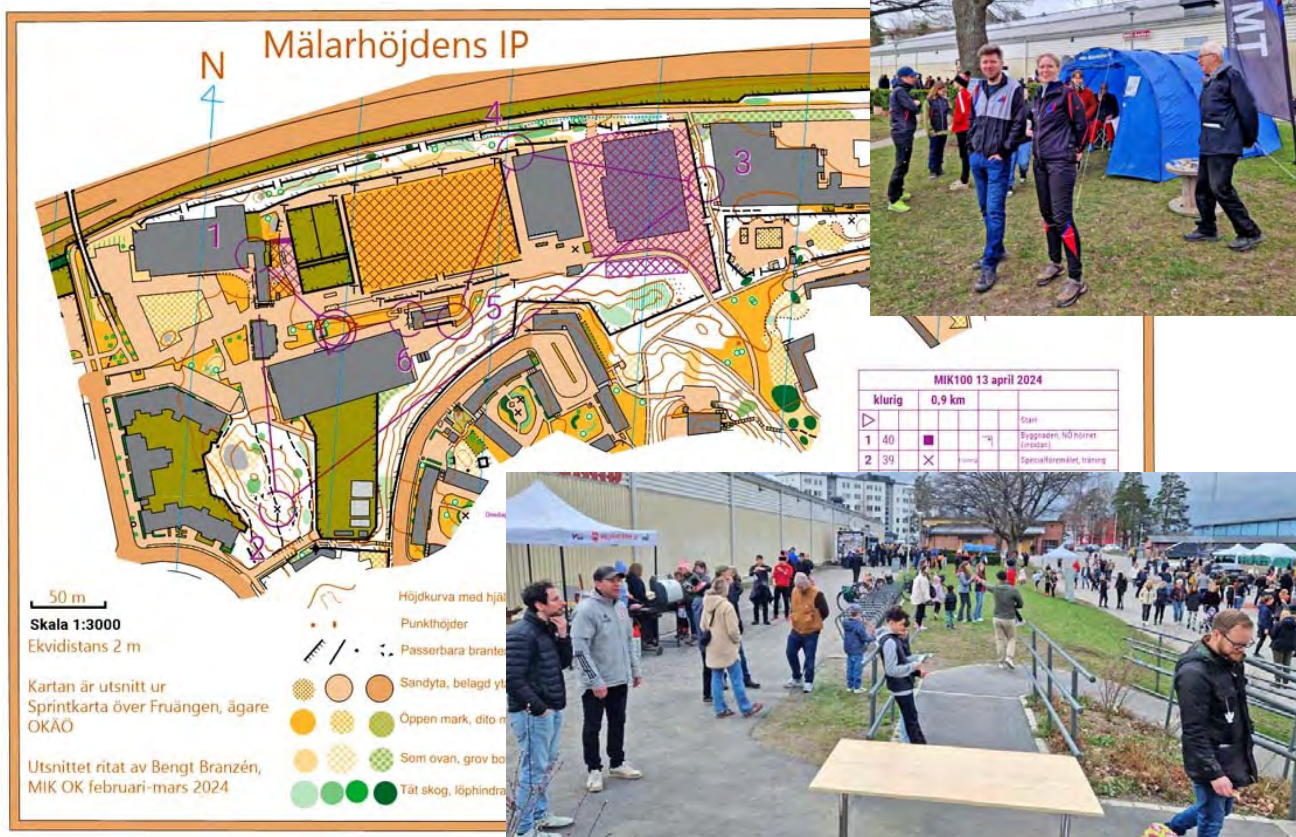 Mälarhöjdens IP
N
4
3
1
5
6
2
50 m
Skala 1:3000
Ekvidistans 2 m
Kartan är utsnitt ur
Sprintkarta över Fruängen, ägare
OKÄÖ
Utsnittet ritat av Bengt Branzén,
MIK OK februari-mars 2024
Höjdkurva med hjäl
Punkthöjder
Passerbara branter
Sandyta, belagd yt
Öppen mark, dito m
Som ovan, grov bo
Tät skog, löphindra
MIK100 13 april 2024
klurig 0,9 km
Start
1 40 Byggnaden, NÖ hörnet
(insidan)
2 39 Specialföremålet, träning
MT